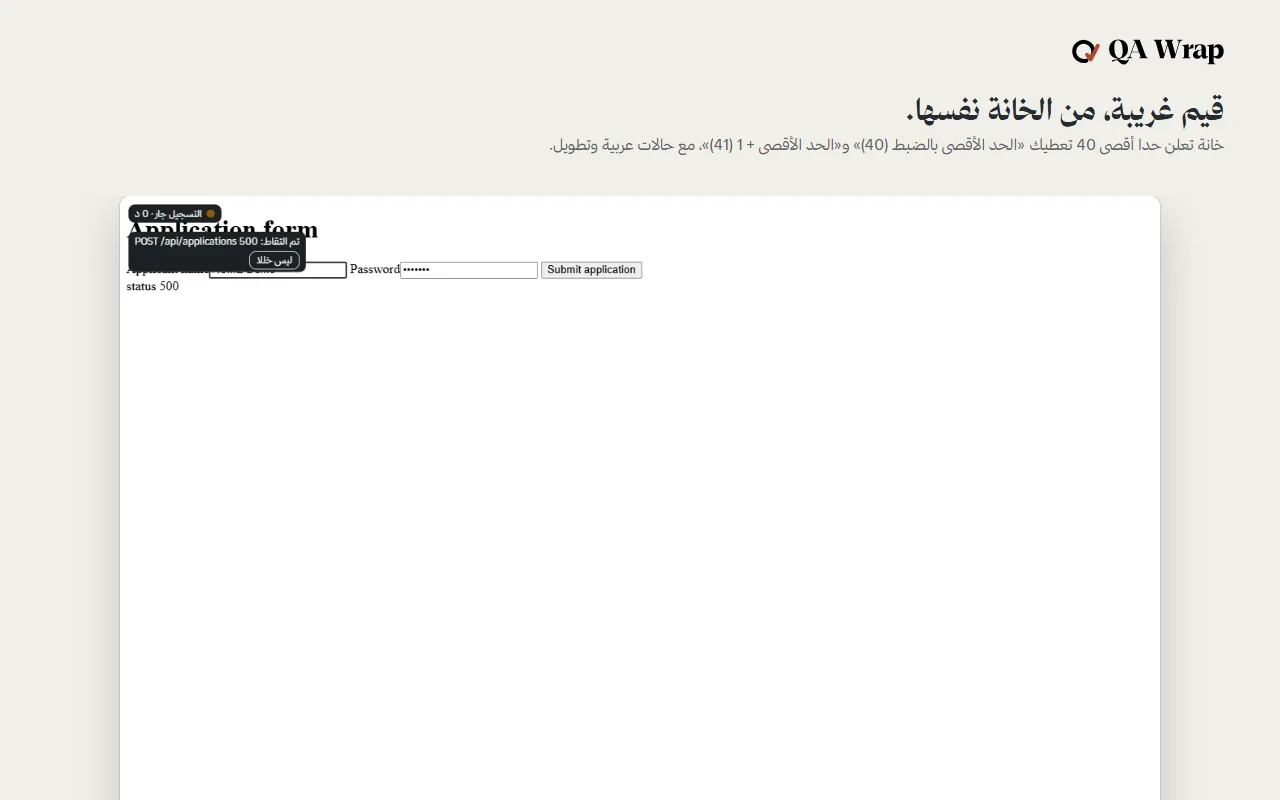 QA Wrap
قيم غريبة، من الخانة نفسها.
خانة تعلن حدا أقصى 40 تعطيك «الحد الأقصى بالضبط (40)» و«الحد الأقصى + 1 (41)»، مع حالات عربية وتطويل.
التسجيل جار · 0 د
Application form
تم التقاط: POST /api/applications 500
ليس خللا
Password ••••••• Submit application
status 500